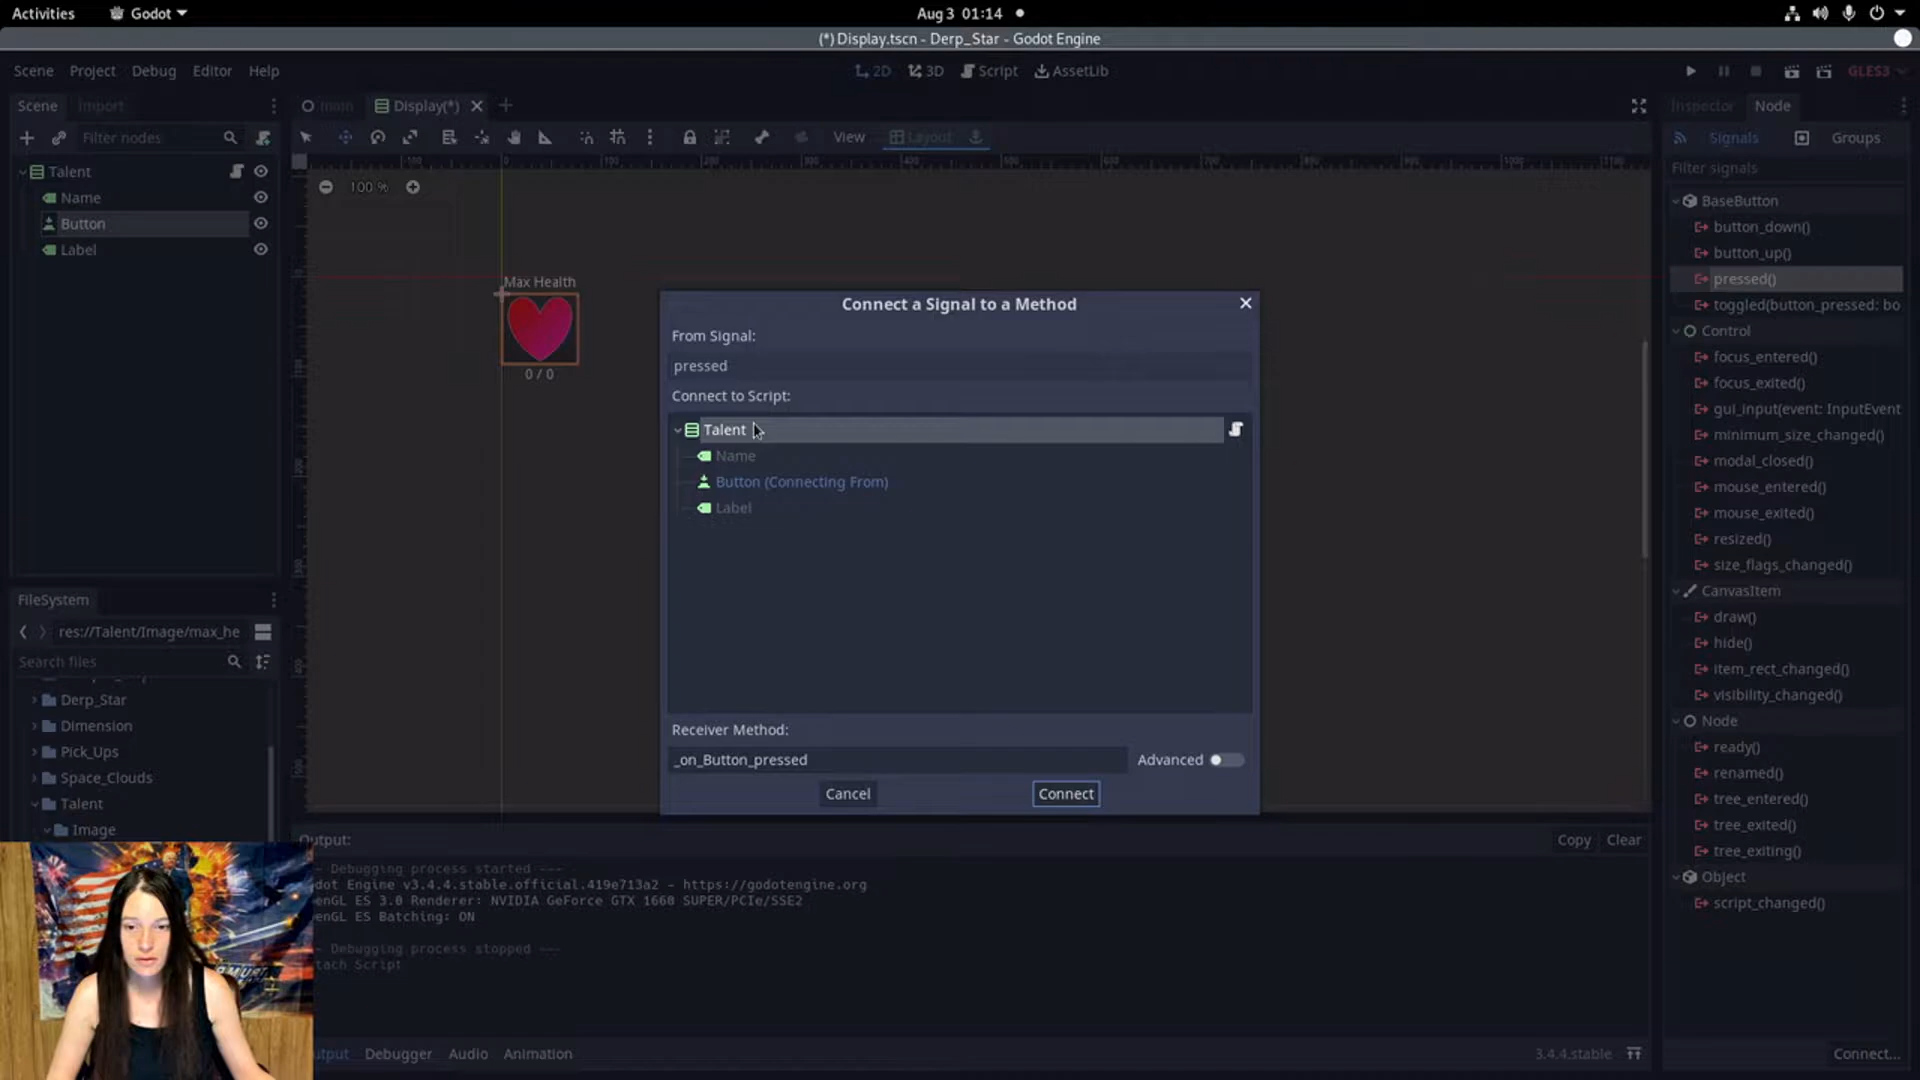 Activities
Godot
Aug 3 01:14
(*) Display.tscn - Derp_Star - Godot Engine
Scene Project Debug Editor Help
2D 3D Script AssetLib
GLES3
Scene Import
main Display(*)
Inspector Node
Filter nodes
View Layout
Signals Groups
Filter signals
Talent
Name
Button
Label
100 %
Max Health
0 / 0
Connect a Signal to a Method
From Signal:
pressed
Connect to Script:
Talent
Name
Button (Connecting From)
Label
Receiver Method:
_on_Button_pressed
Advanced
Cancel Connect
BaseButton
button_down()
button_up()
pressed()
toggled(button_pressed: bo
Control
focus_entered()
focus_exited()
gui_input(event: InputEvent
minimum_size_changed()
modal_closed()
mouse_entered()
mouse_exited()
resized()
size_flags_changed()
CanvasItem
draw()
hide()
item_rect_changed()
visibility_changed()
Node
ready()
renamed()
tree_entered()
tree_exited()
tree_exiting()
Object
script_changed()
Connect...
FileSystem
res://Talent/Image/max_he
Search files
Derp_Star
Dimension
Pick_Ups
Space_Clouds
Talent
Image
Output:
Copy Clear
- Debugging process started ---
odot Engine v3.4.4.stable.official.419e713a2 - https://godotengine.org
enGL ES 3.0 Renderer: NVIDIA GeForce GTX 1660 SUPER/PCIe/SSE2
enGL ES Batching: ON
- Debugging process stopped ---
tach Script
utput Debugger Audio Animation
3.4.4.stable